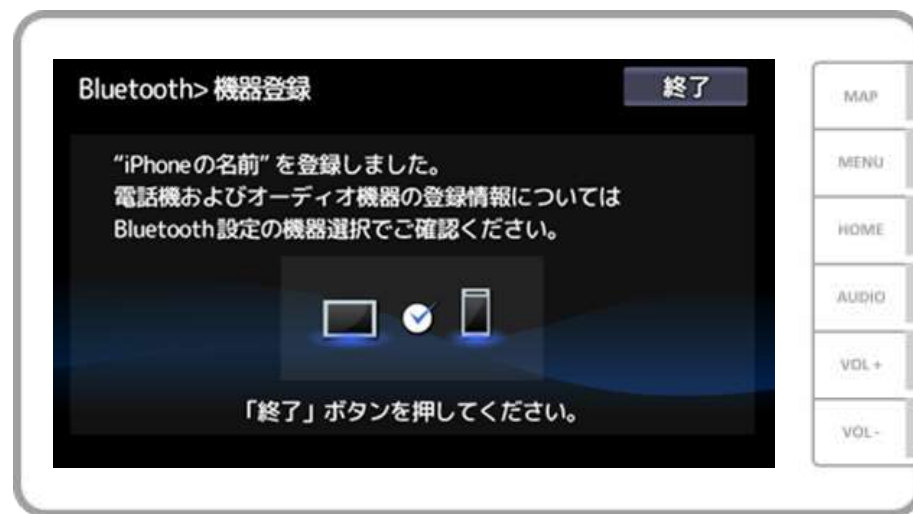 Bluetooth>機器登録
終了
“iPhoneの名前”を登録しました。
電話機およびオーディオ機器の登録情報については
Bluetooth設定の機器選択でご確認ください。
「終了」ボタンを押してください。
MAP
MENU
HOME
AUDIO
VOL+
VOL-